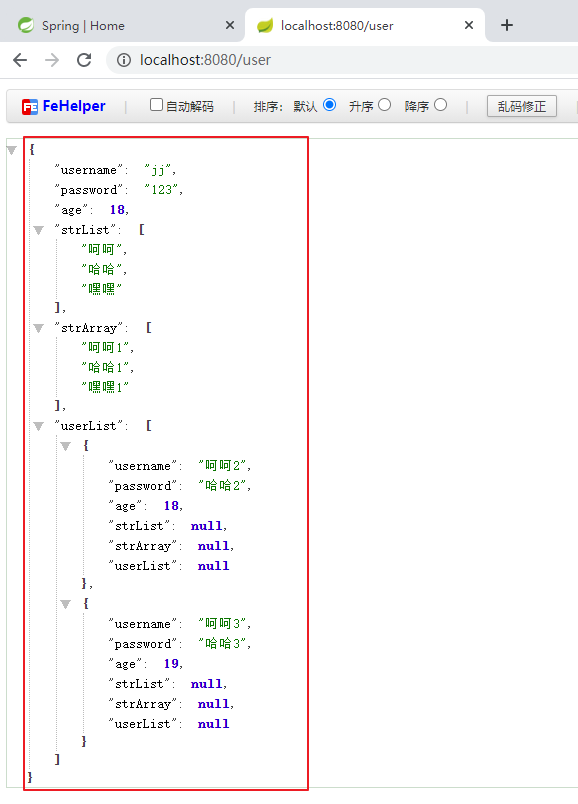 Spring | Home
localhost:8080/user
localhost:8080/user
FeHelper | 自动解码 | 排序： 默认 升序 降序 | 乱码修正
{
"username": "jj",
"password": "123",
"age": 18,
"strList": [
"呵呵",
"哈哈",
"嘿嘿"
],
"strArray": [
"呵呵1",
"哈哈1",
"嘿嘿1"
],
"userList": [
{
"username": "呵呵2",
"password": "哈哈2",
"age": 18,
"strList": null,
"strArray": null,
"userList": null
},
{
"username": "呵呵3",
"password": "哈哈3",
"age": 19,
"strList": null,
"strArray": null,
"userList": null
}
]
}